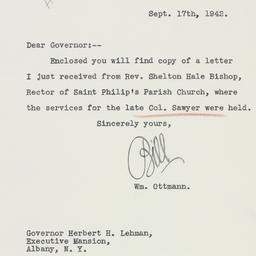 Sept. 17th, 1942.
Dear Governor:--
Enclosed you will find copy of a letter
I just received from Rev. Shelton Hale Bishop,
Rector of Saint Philip's Parish Church, where
the services for the late Col. Sawyer were held.
Sincerely yours,
Bill
Wm. Ottmann.
Governor Herbert H. Lehman,
Executive Mansion,
Albany, N. Y.